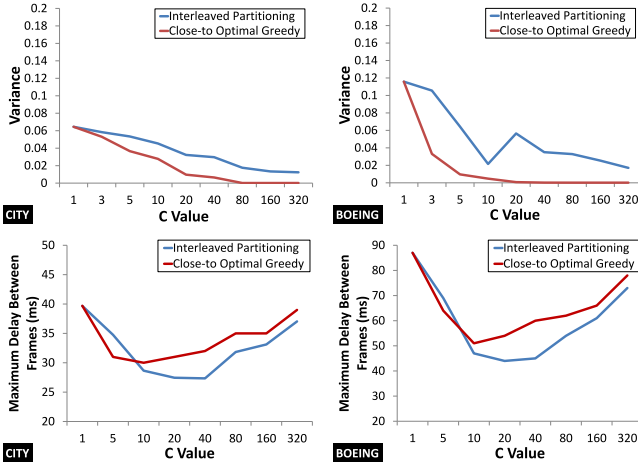 0.2
0.18
0.16
0.14
0.12
0.1
0.08
0.06
0.04
0.02
0
Variance
Interleaved Partitioning
Close-to Optimal Greedy
1 3 5 10 20 40 80 160 320
C Value
CITY
0.2
0.18
0.16
0.14
0.12
0.1
0.08
0.06
0.04
0.02
0
Variance
Interleaved Partitioning
Close-to Optimal Greedy
1 3 5 10 20 40 80 160 320
C Value
BOEING
50
45
40
35
30
25
20
Maximum Delay Between
Frames (ms)
Interleaved Partitioning
Close-to Optimal Greedy
1 5 10 20 40 80 160 320
C Value
CITY
90
80
70
60
50
40
30
20
Maximum Delay Between
Frames (ms)
Interleaved Partitioning
Close-to Optimal Greedy
1 5 10 20 40 80 160 320
C Value
BOEING